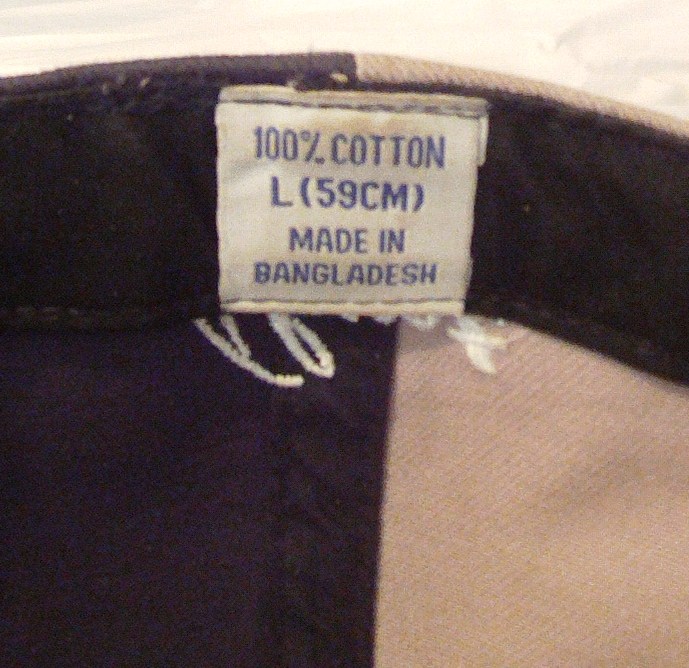 100% COTTON
L (59CM)
MADE IN
BANGLADESH